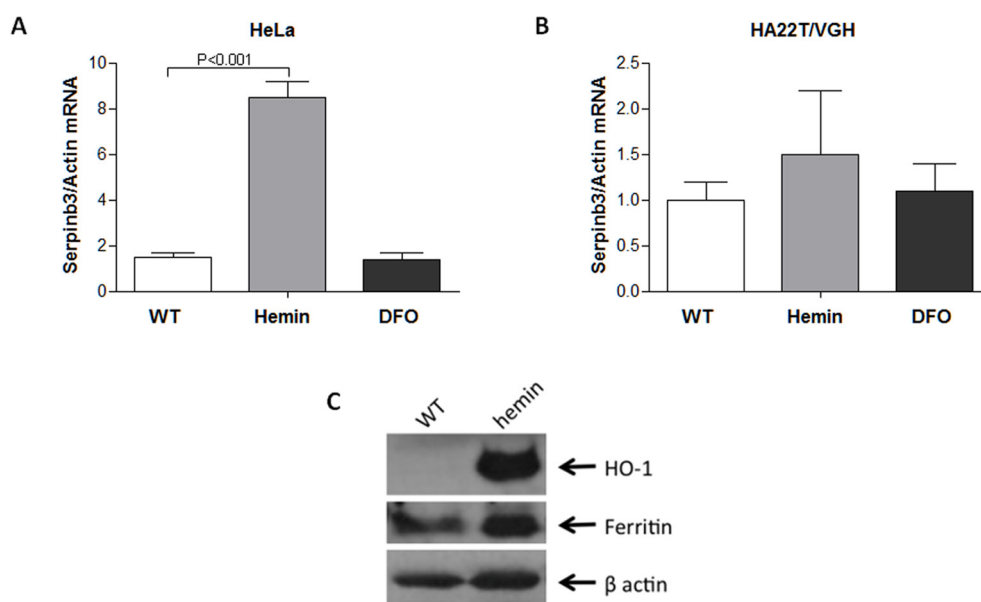 A
HeLa
P<0.001
Serpinb3/Actin mRNA
10
8
6
4
2
0
WT Hemin DFO
B
HA22T/VGH
Serpinb3/Actin mRNA
2.5
2.0
1.5
1.0
0.5
0.0
WT Hemin DFO
C
WT hemin
HO-1
Ferritin
β actin